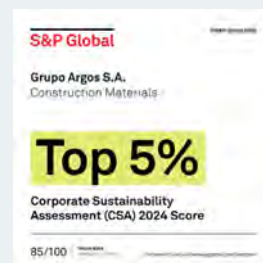 S&P Global
Grupo Argos S.A.
Construction Materials
Top 5%
Corporate Sustainability
Assessment (CSA) 2024 Score
85/100